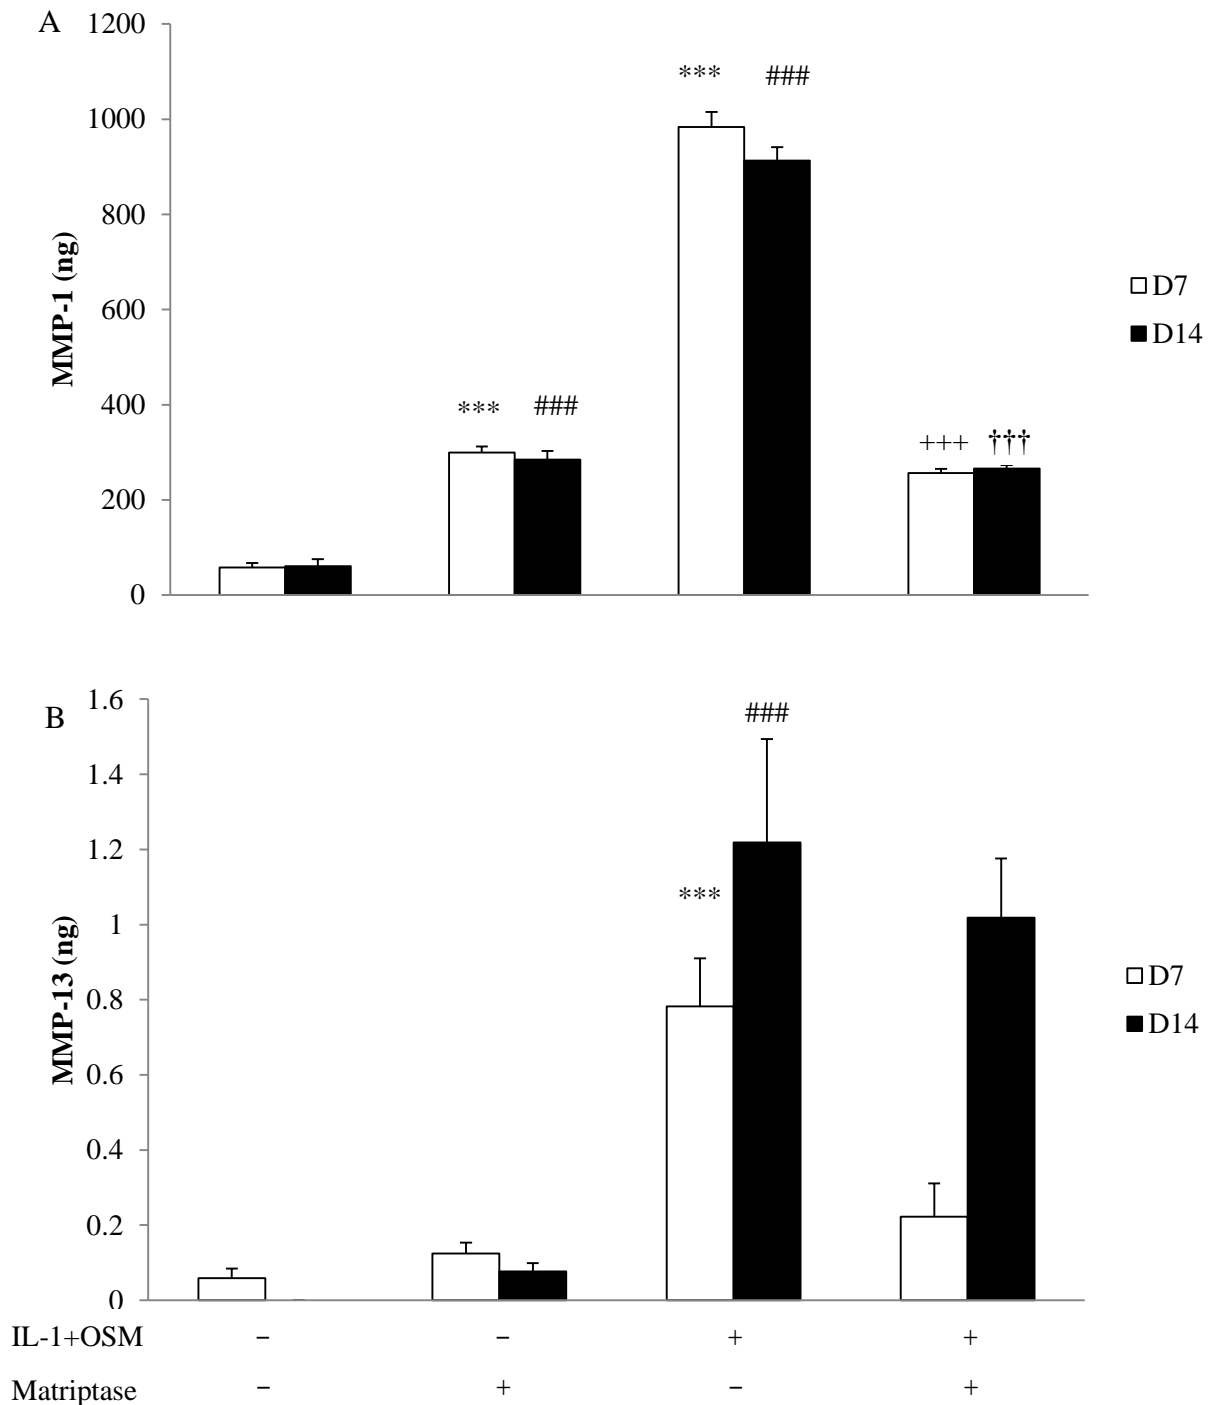 A
1200
1000
800
600
400
200
0
MMP-1 (ng)
*** ###
*** ###
+++ †††
D7
D14
B
1.6
1.4
1.2
1
0.8
0.6
0.4
0.2
0
MMP-13 (ng)
###
***
D7
D14
IL-1+OSM − − + +
Matriptase − + − +